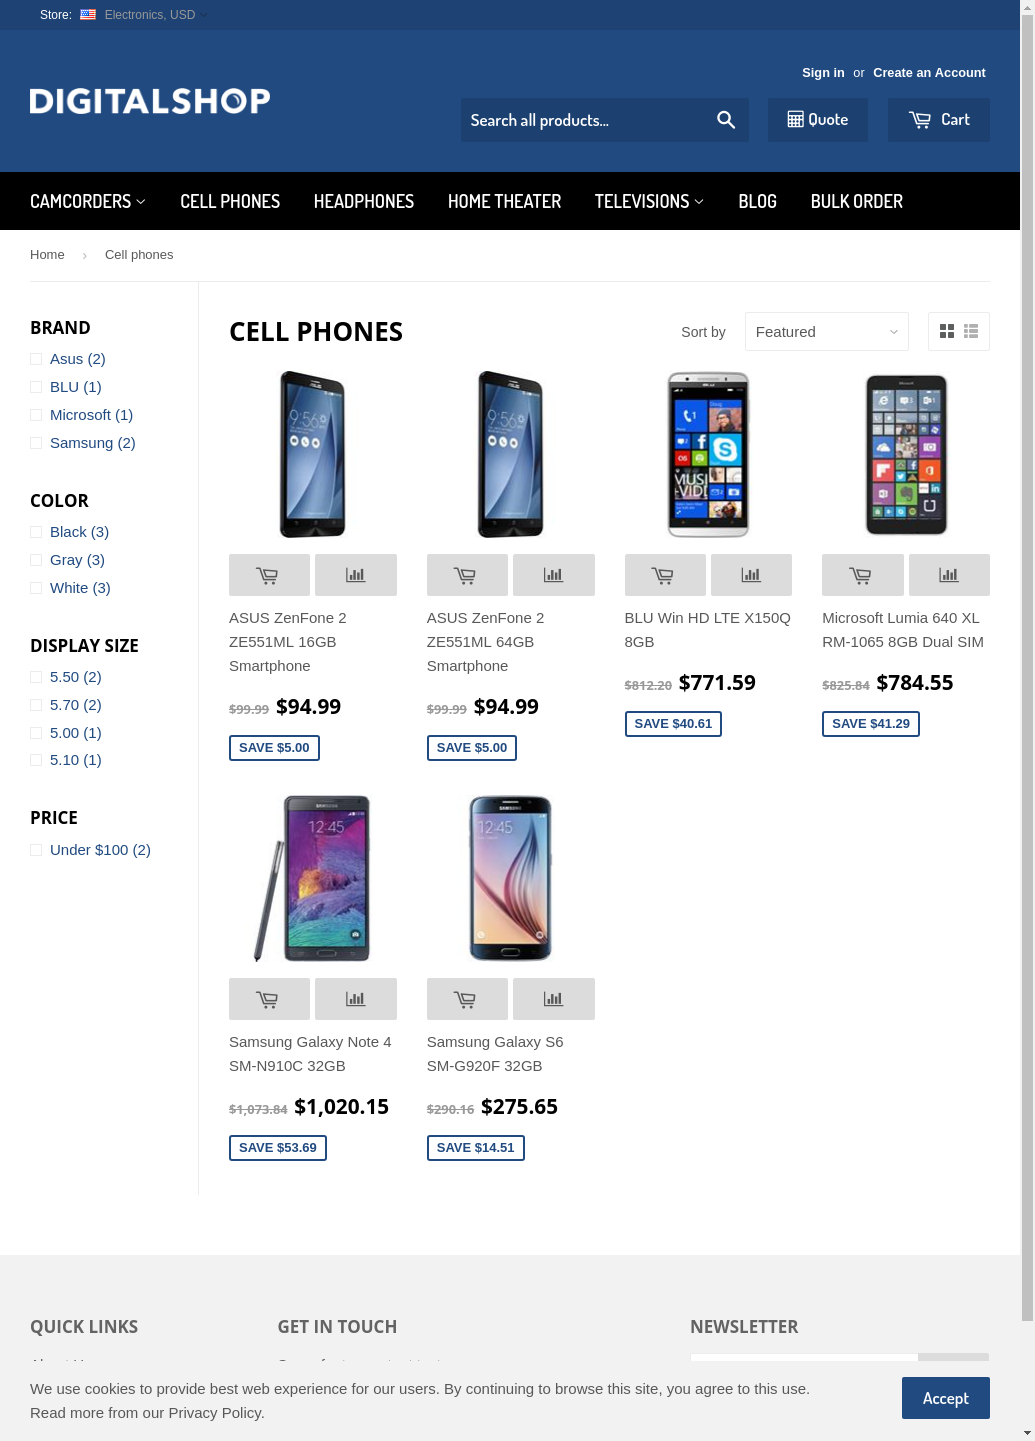 Store: Electronics, USD
Sign in or Create an Account
DIGITALSHOP
Search all products...
Quote
Cart
CAMCORDERS CELL PHONES HEADPHONES HOME THEATER TELEVISIONS BLOG BULK ORDER
Home › Cell phones
BRAND
Asus (2)
BLU (1)
Microsoft (1)
Samsung (2)
COLOR
Black (3)
Gray (3)
White (3)
DISPLAY SIZE
5.50 (2)
5.70 (2)
5.00 (1)
5.10 (1)
PRICE
Under $100 (2)
CELL PHONES
Sort by Featured
ASUS ZenFone 2
ZE551ML 16GB
Smartphone
$99.99 $94.99
SAVE $5.00
ASUS ZenFone 2
ZE551ML 64GB
Smartphone
$99.99 $94.99
SAVE $5.00
BLU Win HD LTE X150Q
8GB
$812.20 $771.59
SAVE $40.61
Microsoft Lumia 640 XL
RM-1065 8GB Dual SIM
$825.84 $784.55
SAVE $41.29
Samsung Galaxy Note 4
SM-N910C 32GB
$1,073.84 $1,020.15
SAVE $53.69
Samsung Galaxy S6
SM-G920F 32GB
$290.16 $275.65
SAVE $14.51
QUICK LINKS
GET IN TOUCH
NEWSLETTER
We use cookies to provide best web experience for our users. By continuing to browse this site, you agree to this use.
Read more from our Privacy Policy.
Accept